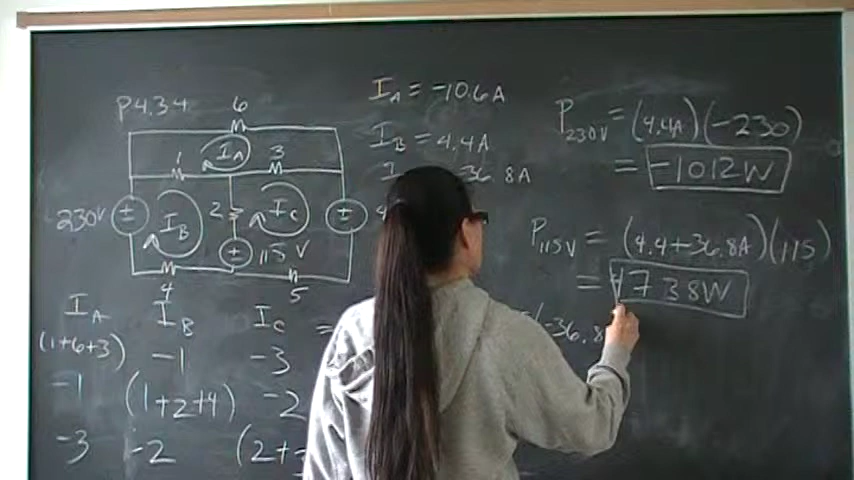 P4.34
6
I_A
1
3
230V
I_B
2
I_C
115 V
4
5
I_A I_B I_C =
(1+6+3) -1 -3
-1 (1+2+4) -2
-3 -2 (2+
I_A = -10.6A
I_B = 4.4A
-36.8A
P_230V = (4.4A)(-230)
= -1012W
P_115V = (4.4+36.8A)(115)
= 4738W
(-36.8